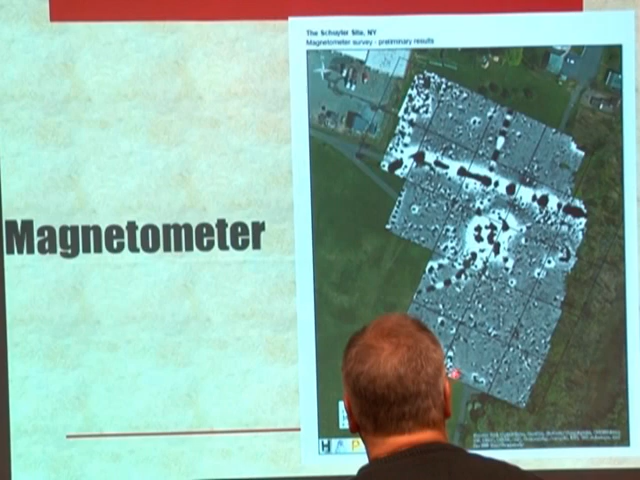 The Schuyler Site, NY
Magnetometer survey - preliminary results
Magnetometer
H
P